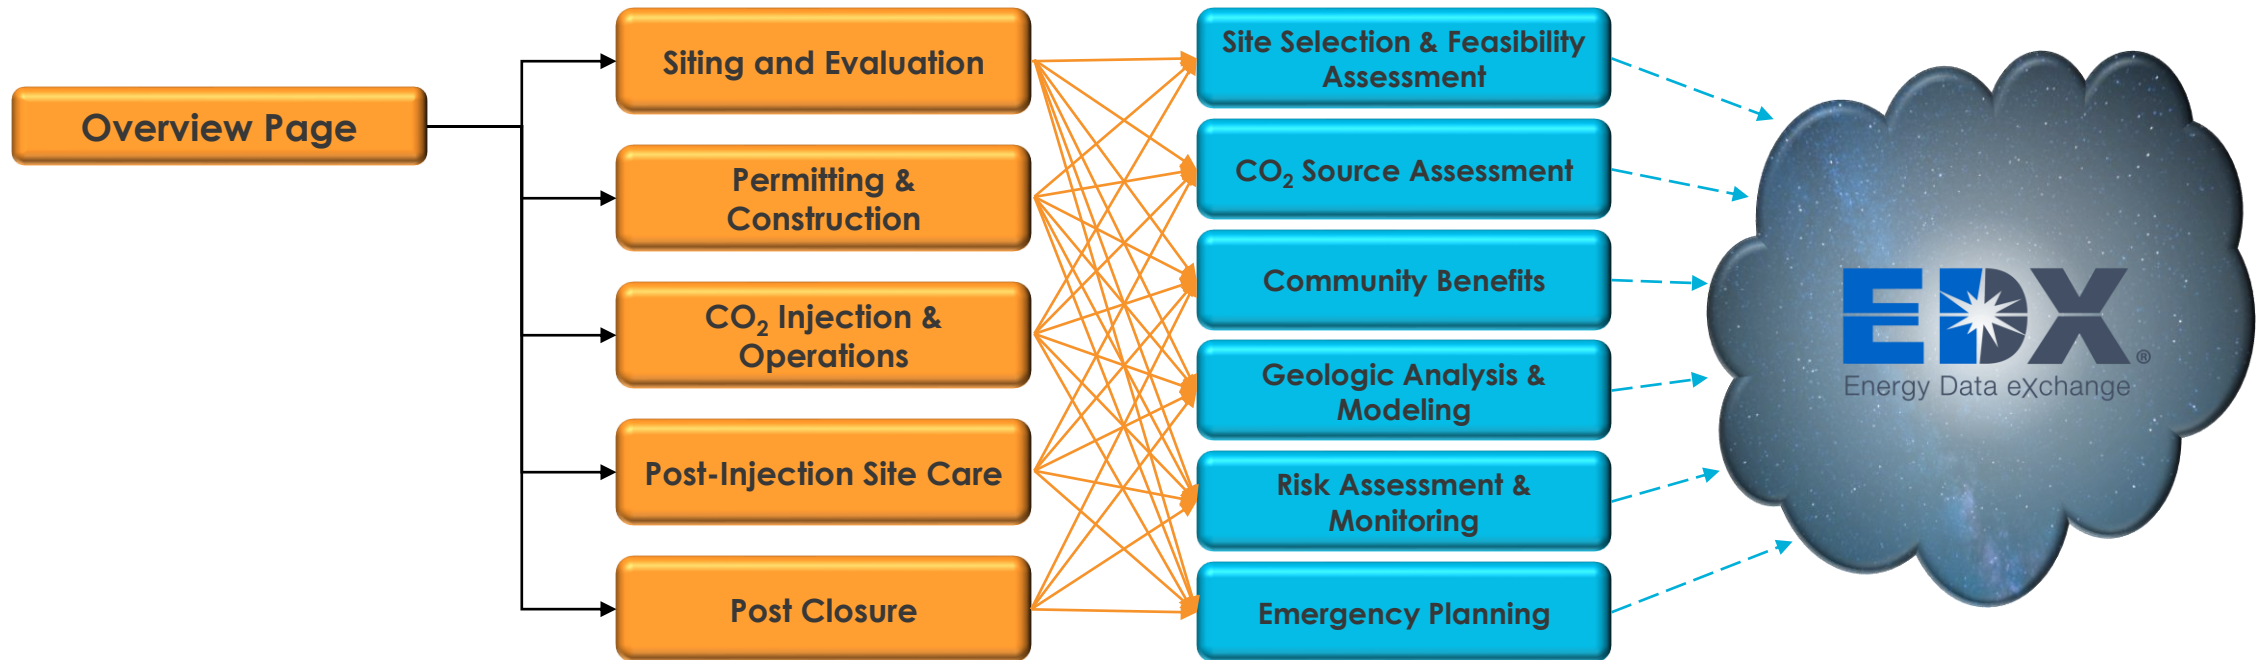 Overview Page
Siting and Evaluation
Permitting &
Construction
CO₂ Injection &
Operations
Post-Injection Site Care
Post Closure
Site Selection & Feasibility
Assessment
CO₂ Source Assessment
Community Benefits
Geologic Analysis &
Modeling
Risk Assessment &
Monitoring
Emergency Planning
EDX®
Energy Data eXchange